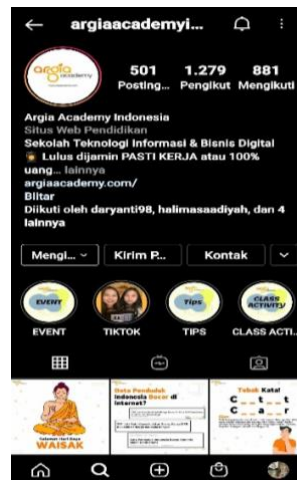 argiaacademyi...
argia
academy
501 1.279 881
Posting... Pengikut Mengikuti
Argia Academy Indonesia
Situs Web Pendidikan
Sekolah Teknologi Informasi & Bisnis Digital
Lulus dijamin PASTI KERJA atau 100%
uang... lainnya
argiaacademy.com/
Blitar
Diikuti oleh daryanti98, halimasaadiyah, dan 4
lainnya
Mengi... Kirim P... Kontak
EVENT Tips CLASS
ACTIVITY
EVENT TIKTOK TIPS CLASS ACTI...
Selamat Hari Raya
WAISAK
Data Penduduk
Indonesia Bocor di
Internet?
Tebak Kata!
C _ _ t _ _ t
C _ _ a _ r